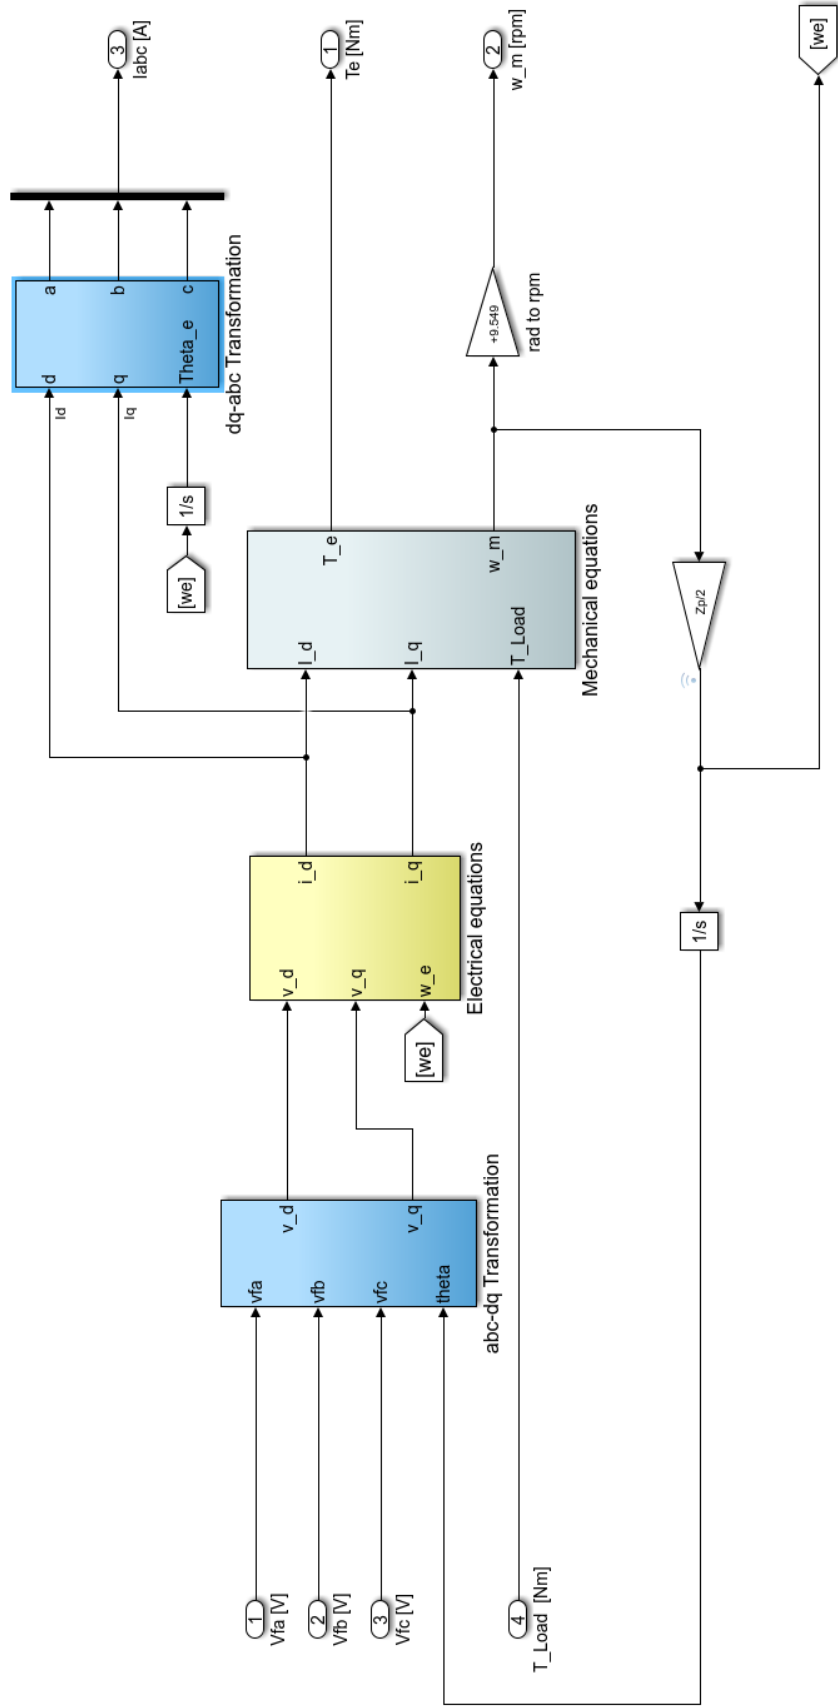 3
Iabc [A]
1
Te [Nm]
2
w_m [rpm]
[we]
a
b
c
d
q
Theta_e
dq-abc Transformation
Id
Iq
1/s
[we]
+9.549
rad to rpm
T_e
w_m
I_d
I_q
T_Load
Mechanical equations
Zp/2
i_d
i_q
v_d
v_q
w_e
Electrical equations
[we]
1/s
v_d
v_q
vfa
vfb
vfc
theta
abc-dq Transformation
1
Vfa [V]
2
Vfb [V]
3
Vfc [V]
4
T_Load [Nm]